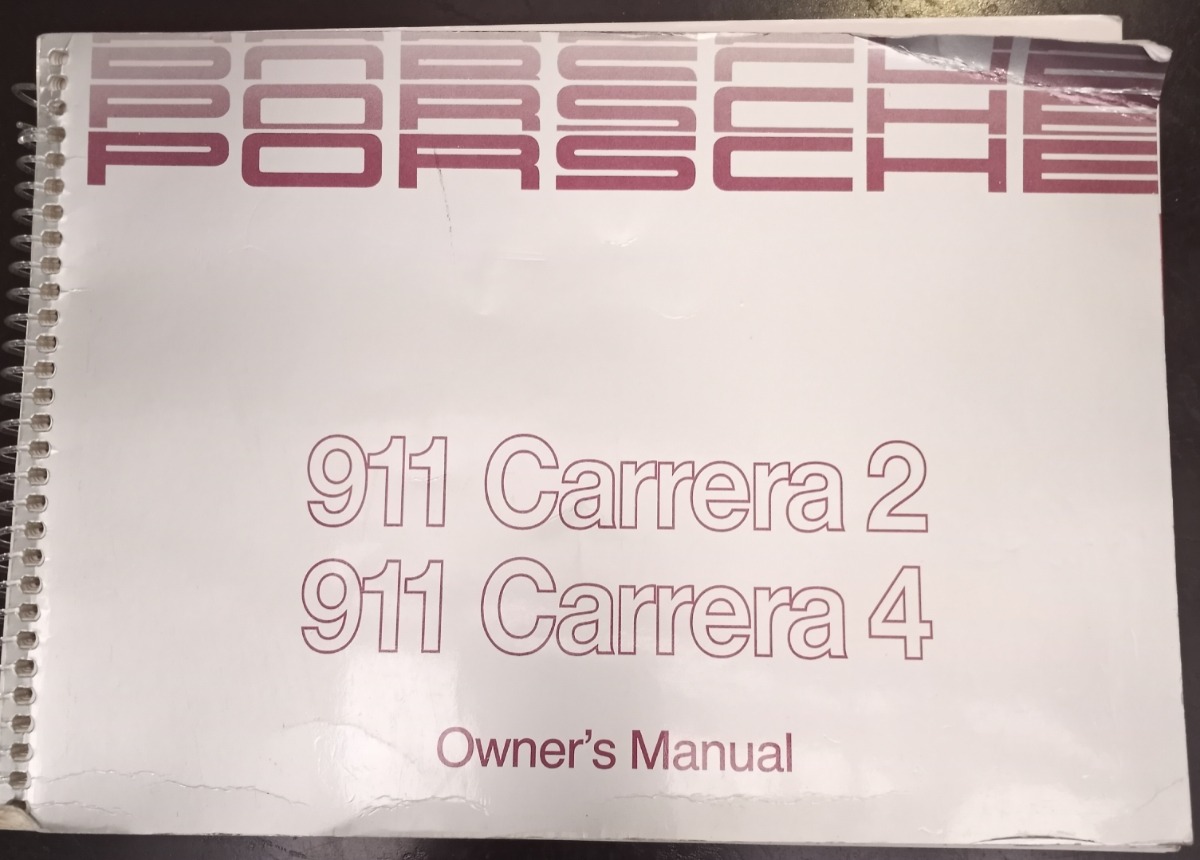 PORSCHE
PORSCHE
PORSCHE
911 Carrera 2
911 Carrera 4
Owner's Manual